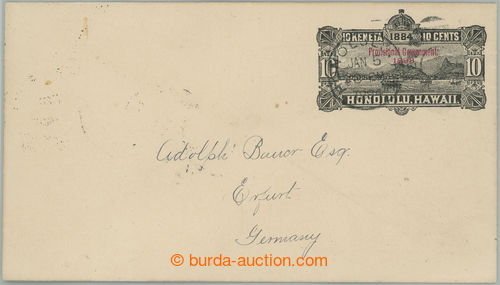 10 KENETA 1884 10 CENTS
Provisional Government
1893
JAN 5
10 10
HONOLULU, HAWAII.
Adolph Bauor Esq.
Erfurt
Germany
burda-auction.com